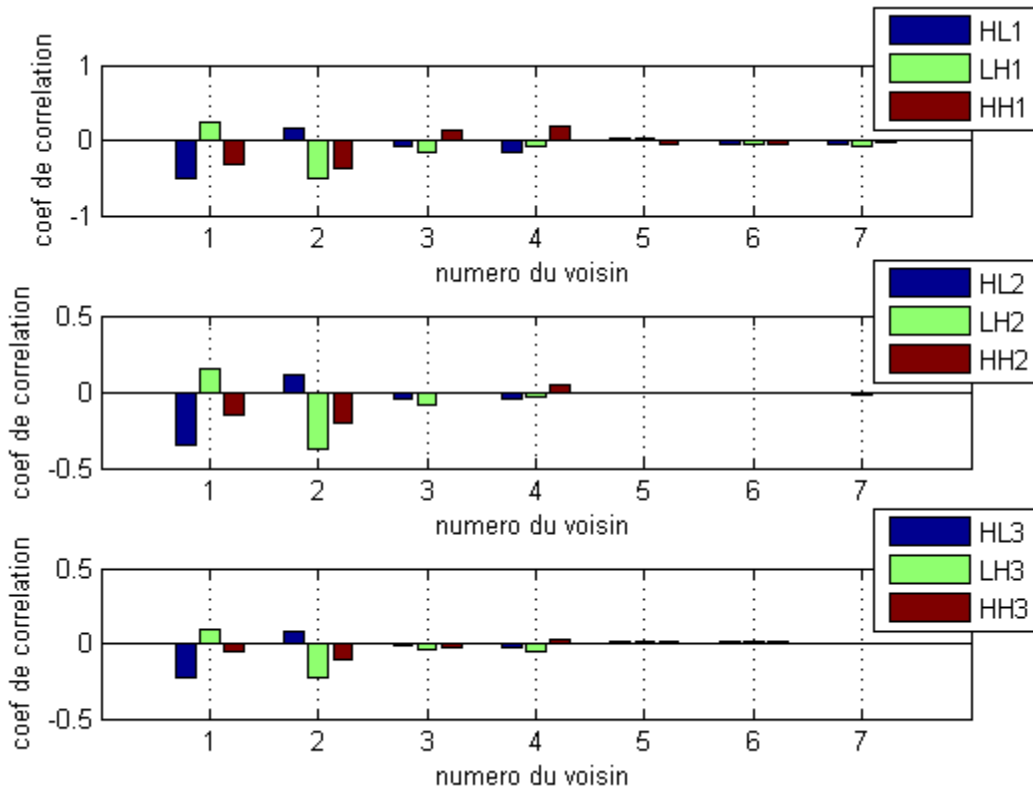 HL1
LH1
HH1
coef de correlation
1
0
-1
1 2 3 4 5 6 7
numero du voisin
HL2
LH2
HH2
coef de correlation
0.5
0
-0.5
1 2 3 4 5 6 7
numero du voisin
HL3
LH3
HH3
coef de correlation
0.5
0
-0.5
1 2 3 4 5 6 7
numero du voisin